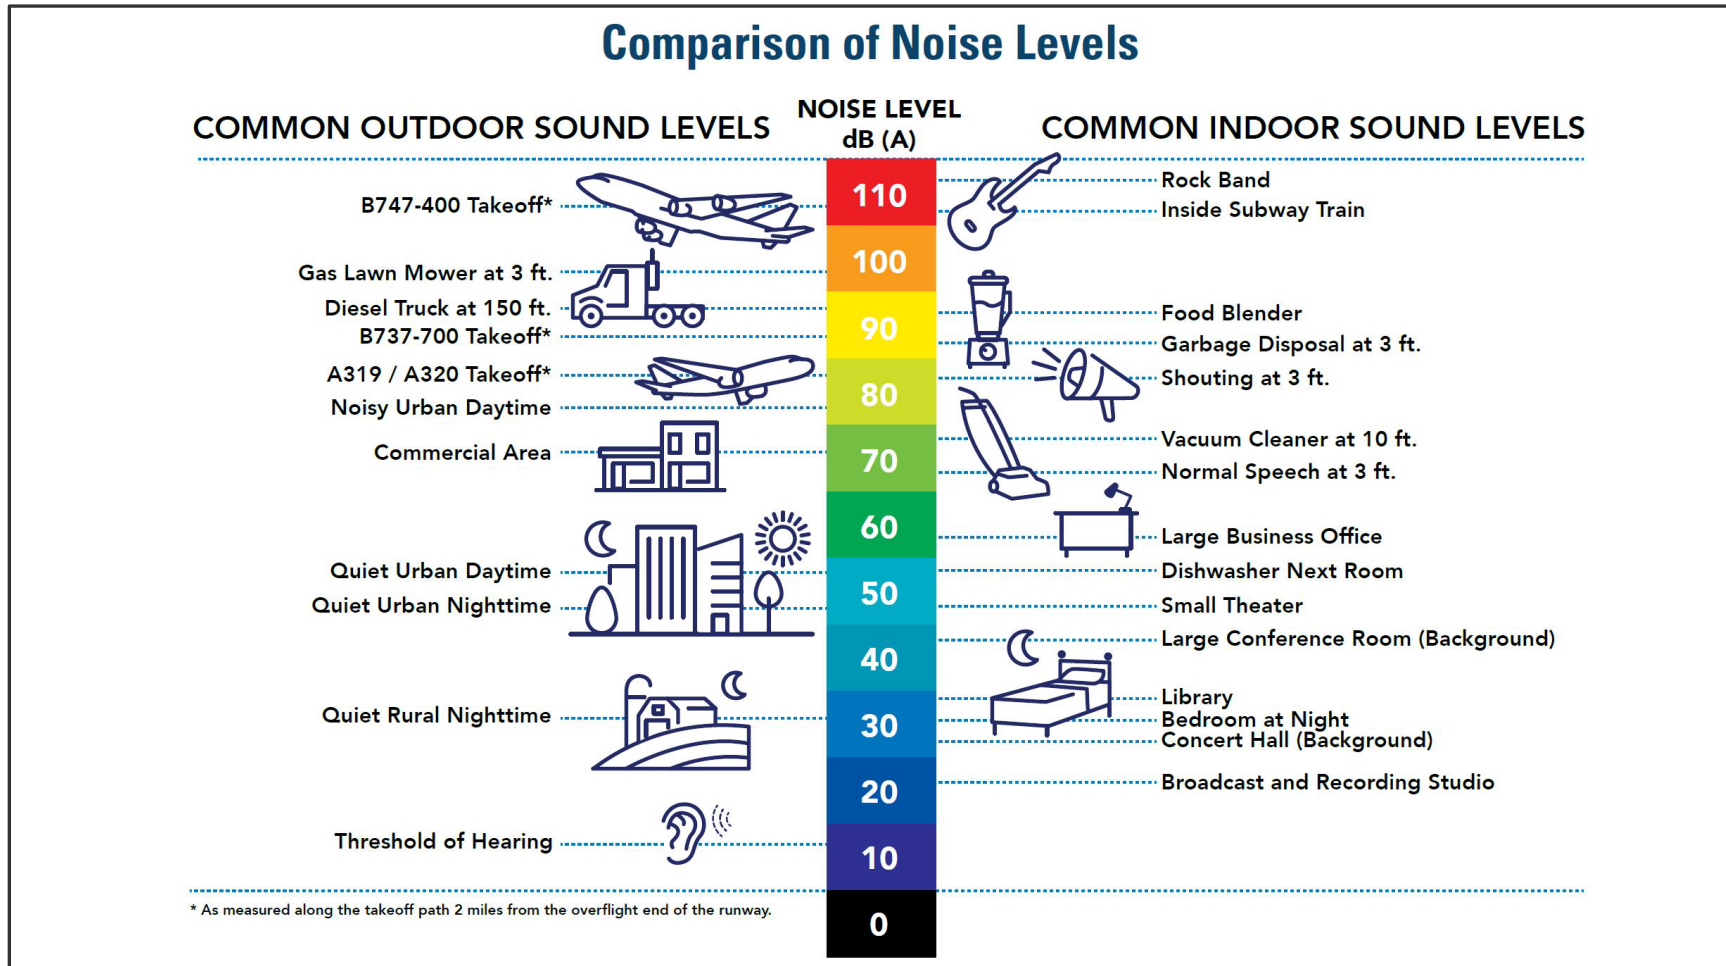 Comparison of Noise Levels
COMMON OUTDOOR SOUND LEVELS
NOISE LEVEL
dB (A)
COMMON INDOOR SOUND LEVELS
B747-400 Takeoff*
Gas Lawn Mower at 3 ft.
Diesel Truck at 150 ft.
B737-700 Takeoff*
A319 / A320 Takeoff*
Noisy Urban Daytime
Commercial Area
Quiet Urban Daytime
Quiet Urban Nighttime
Quiet Rural Nighttime
Threshold of Hearing
110
100
90
80
70
60
50
40
30
20
10
0
Rock Band
Inside Subway Train
Food Blender
Garbage Disposal at 3 ft.
Shouting at 3 ft.
Vacuum Cleaner at 10 ft.
Normal Speech at 3 ft.
Large Business Office
Dishwasher Next Room
Small Theater
Large Conference Room (Background)
Library
Bedroom at Night
Concert Hall (Background)
Broadcast and Recording Studio
* As measured along the takeoff path 2 miles from the overflight end of the runway.